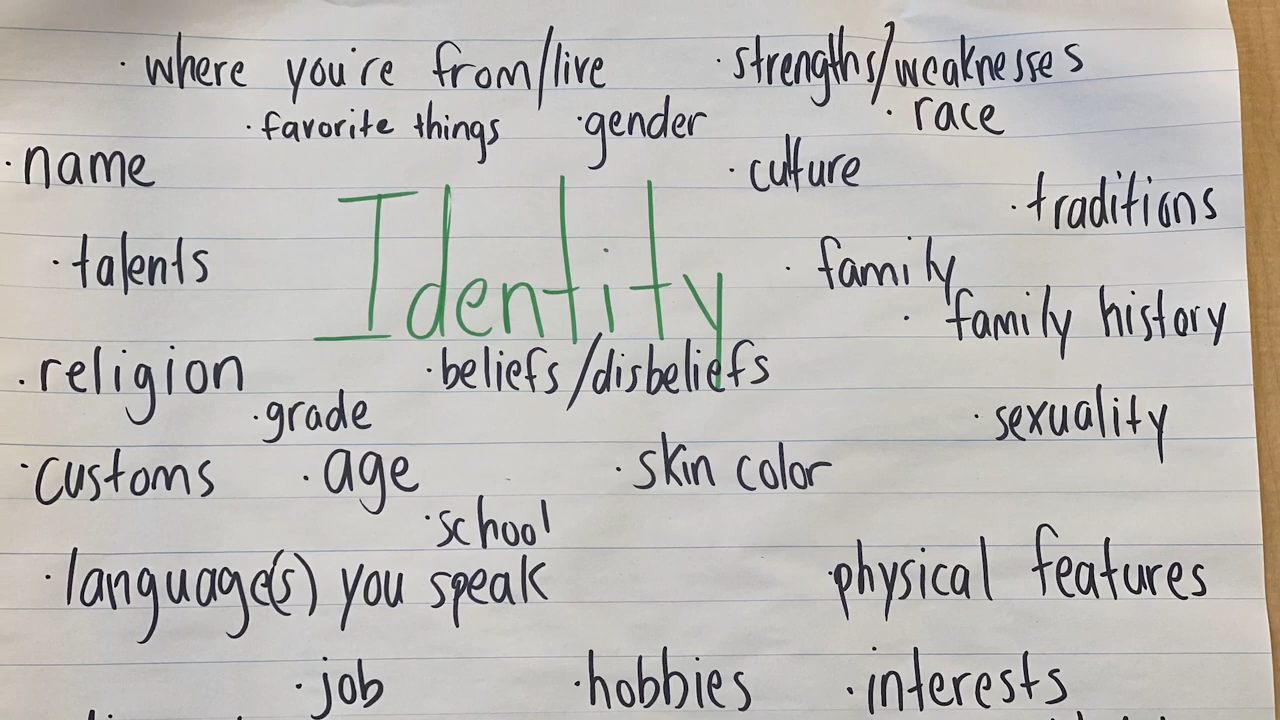 · where you're from/live
· strengths/weaknesses
· favorite things
· gender
· race
· name
· culture
· traditions
Identity
· talents
· family
· family history
· religion
· beliefs/disbeliefs
· grade
· sexuality
· customs
· age
· skin color
· school
· language(s) you speak
· physical features
· job
· hobbies
· interests